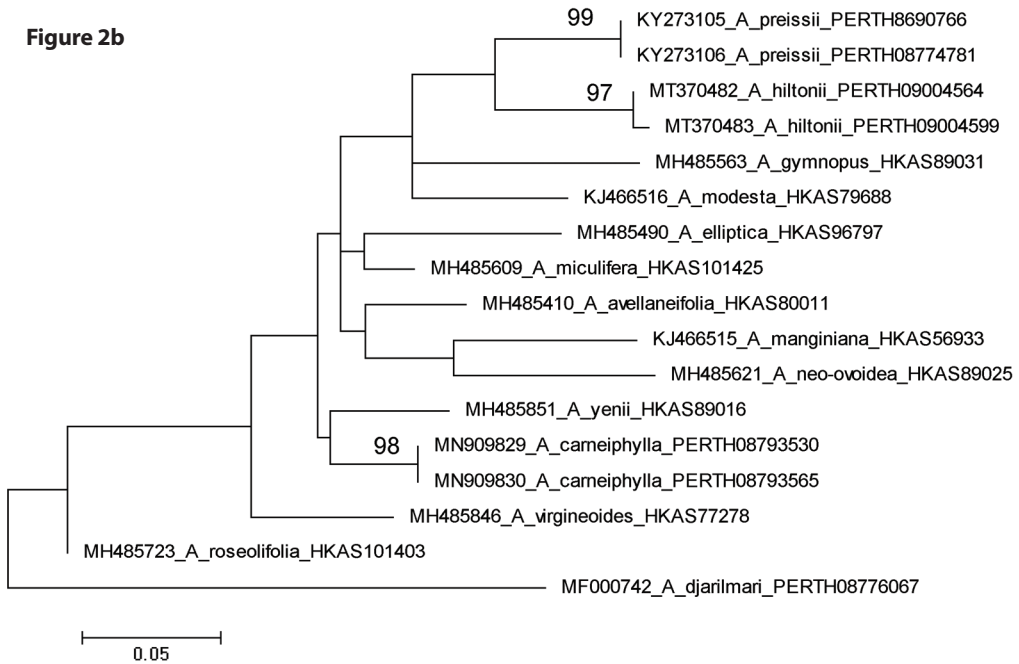 Figure 2b
99
KY273105_A_preissii_PERTH8690766
KY273106_A_preissii_PERTH08774781
97
MT370482_A_hiltonii_PERTH09004564
MT370483_A_hiltonii_PERTH09004599
MH485563_A_gymnopus_HKAS89031
KJ466516_A_modesta_HKAS79688
MH485490_A_elliptica_HKAS96797
MH485609_A_miculifera_HKAS101425
MH485410_A_avellaneifolia_HKAS80011
KJ466515_A_manginiana_HKAS56933
MH485621_A_neo-ovoidea_HKAS89025
MH485851_A_yenii_HKAS89016
98
MN909829_A_carneiphylla_PERTH08793530
MN909830_A_carneiphylla_PERTH08793565
MH485846_A_virgineoides_HKAS77278
MH485723_A_roseolifolia_HKAS101403
MF000742_A_djarilmari_PERTH08776067
0.05